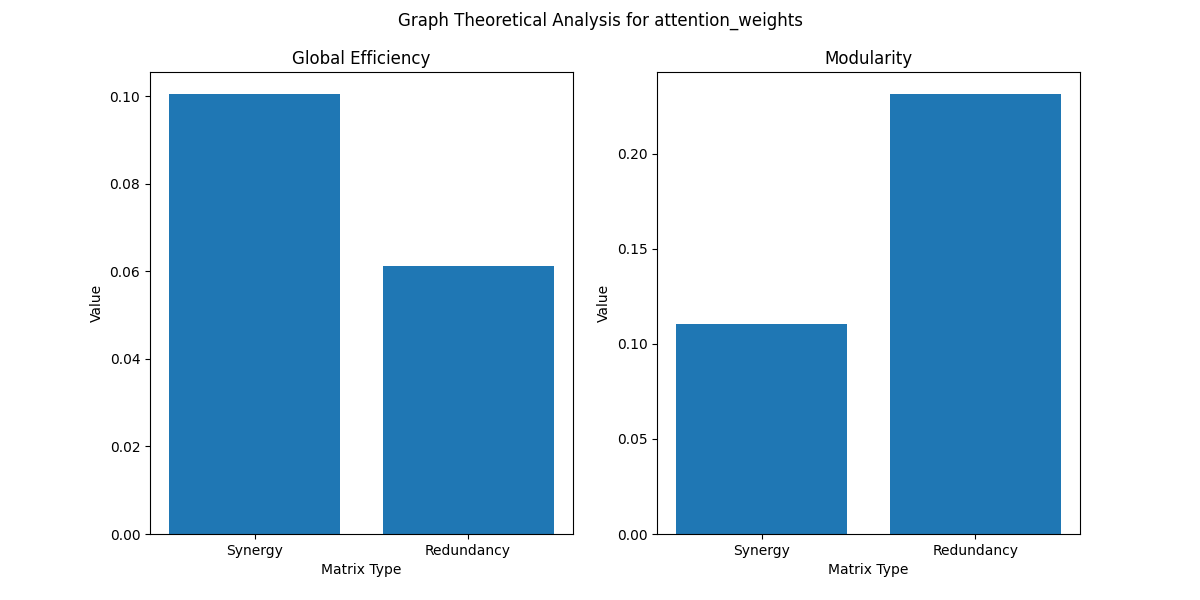 Graph Theoretical Analysis for attention_weights
Global Efficiency
0.10
0.08
0.06
0.04
0.02
0.00
Value
Synergy
Redundancy
Matrix Type
Modularity
0.20
0.15
0.10
0.05
0.00
Value
Synergy
Redundancy
Matrix Type